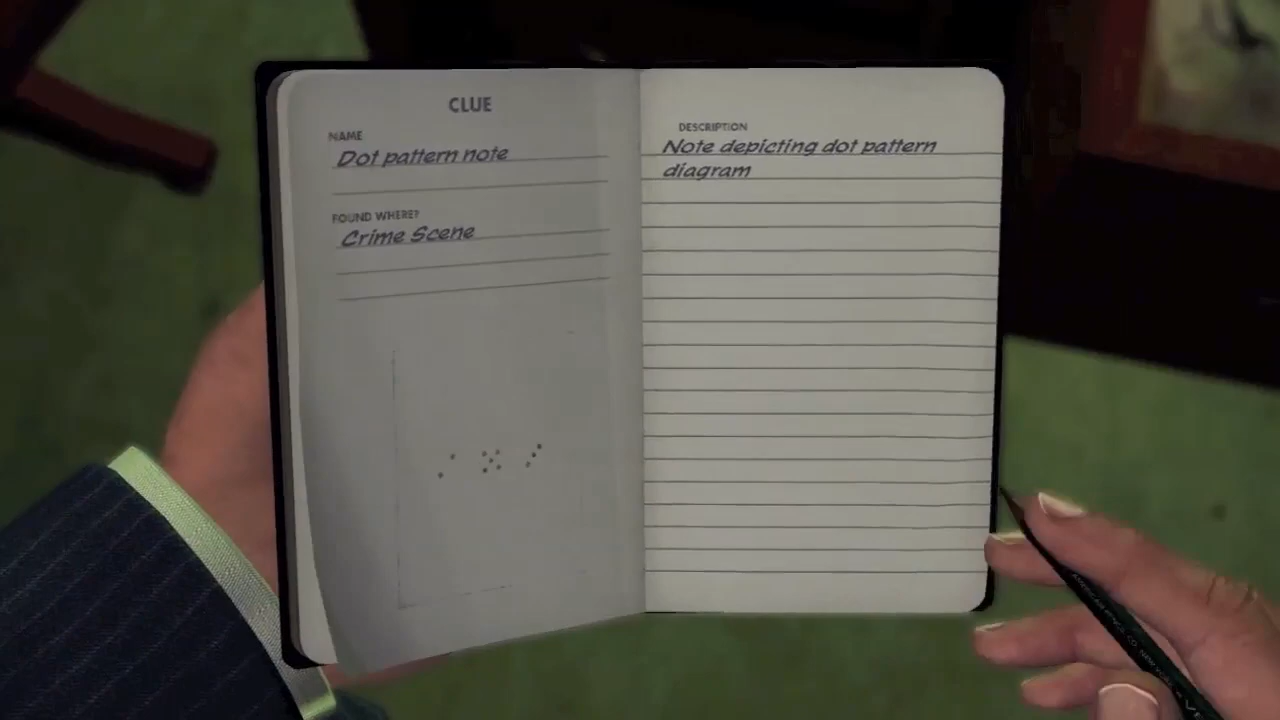 CLUE
NAME
Dot pattern note
FOUND WHERE?
Crime Scene
DESCRIPTION
Note depicting dot pattern
diagram